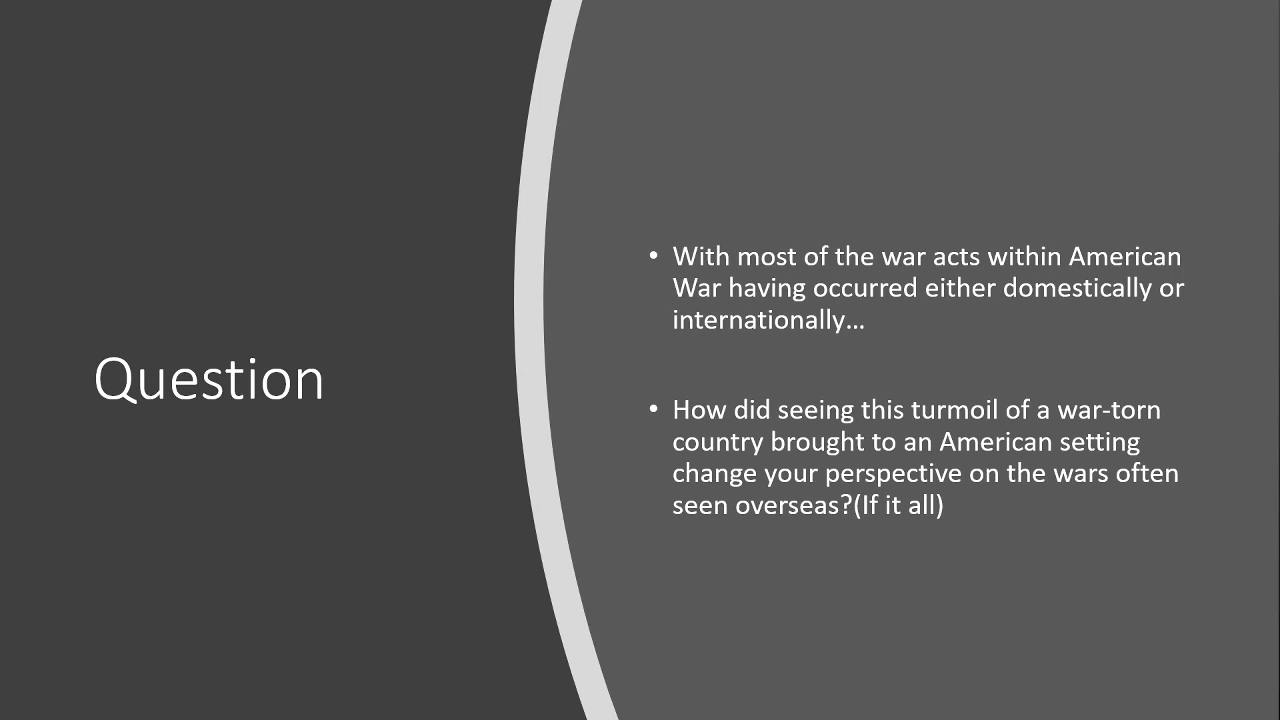 Question
• With most of the war acts within American
War having occurred either domestically or
internationally…
• How did seeing this turmoil of a war-torn
country brought to an American setting
change your perspective on the wars often
seen overseas?(If it all)